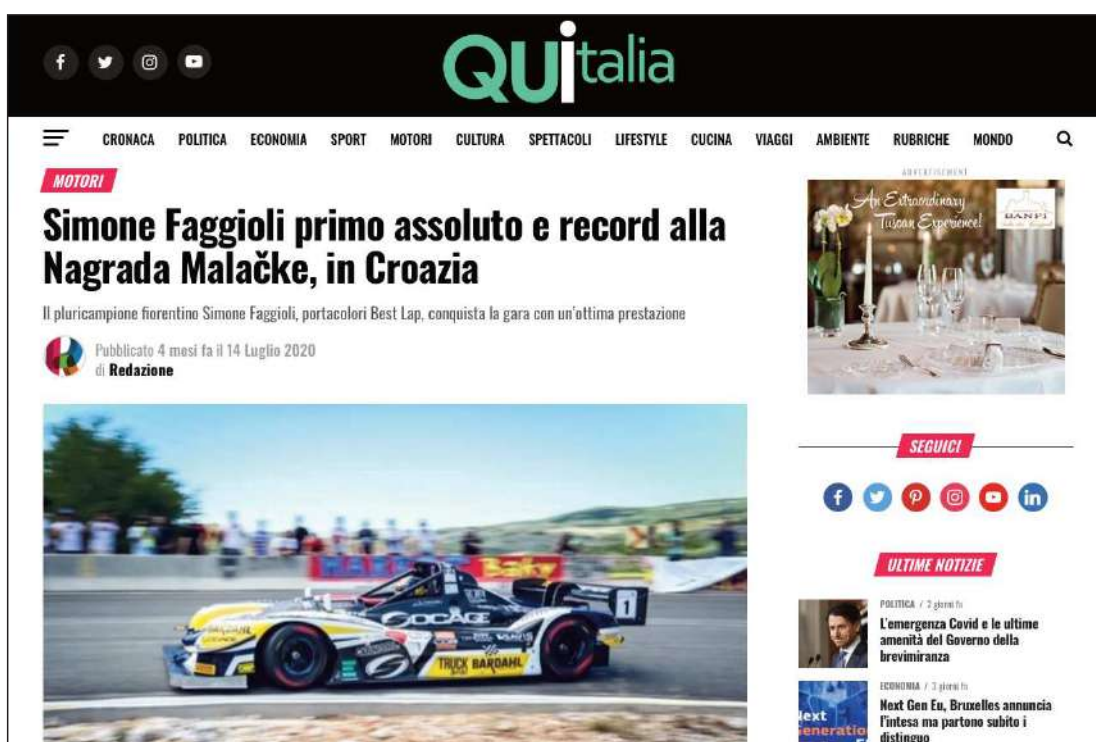 QUitalia
CRONACA POLITICA ECONOMIA SPORT MOTORI CULTURA SPETTACOLI LIFESTYLE CUCINA VIAGGI AMBIENTE RUBRICHE MONDO
MOTORI
Simone Faggioli primo assoluto e record alla
Nagrada Malačke, in Croazia
Il pluricampione fiorentino Simone Faggioli, portacolori Best Lap, conquista la gara con un'ottima prestazione
Pubblicato 4 mesi fa il 14 Luglio 2020
di Redazione
1
GOCAGE
TRUCK BARDAHL
ADVERTISEMENT
An Extraordinary
Tuscan Experience!
BANFI
SEGUICI
ULTIME NOTIZIE
POLITICA / 2 giorni fa
L'emergenza Covid e le ultime
amenità del Governo della
brevimiranza
ECONOMIA / 3 giorni fa
Next Gen Eu, Bruxelles annuncia
l'intesa ma partono subito i
distinguo